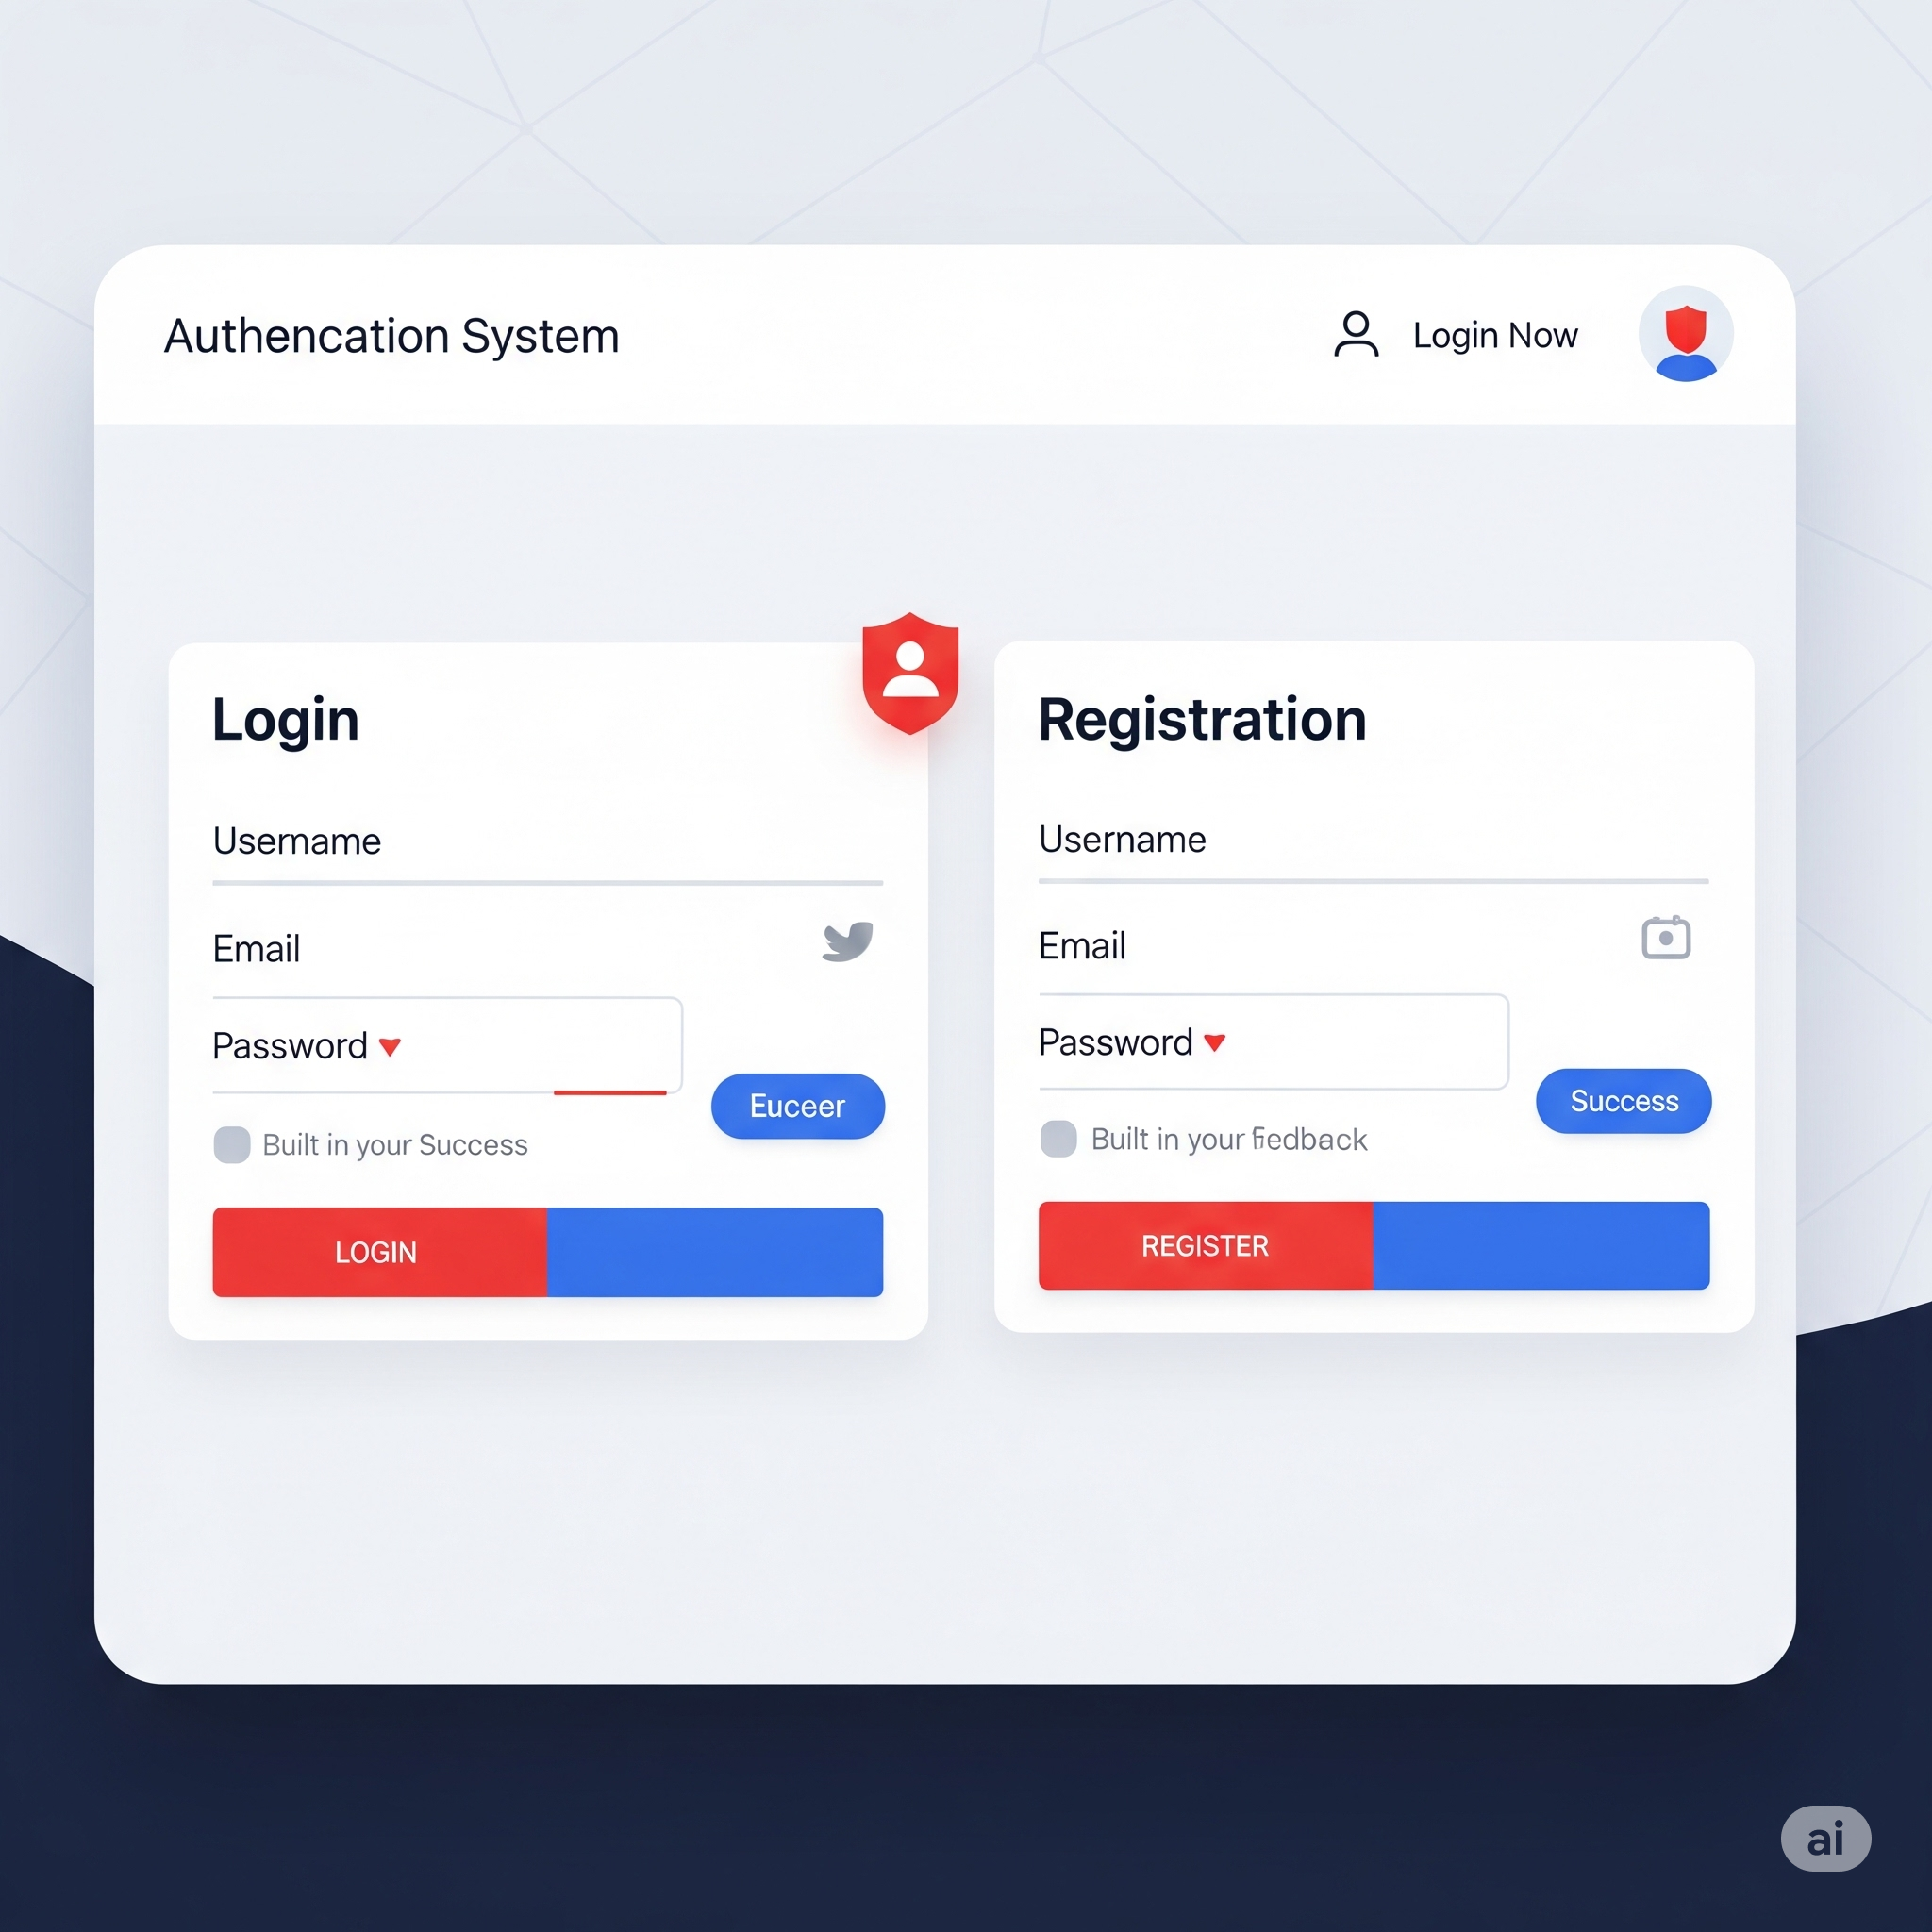 Authencation System
Login Now
Login
Username
Email
Password
Euceer
Built in your Success
LOGIN
Registration
Username
Email
Password
Success
Built in your fiedback
REGISTER
ai